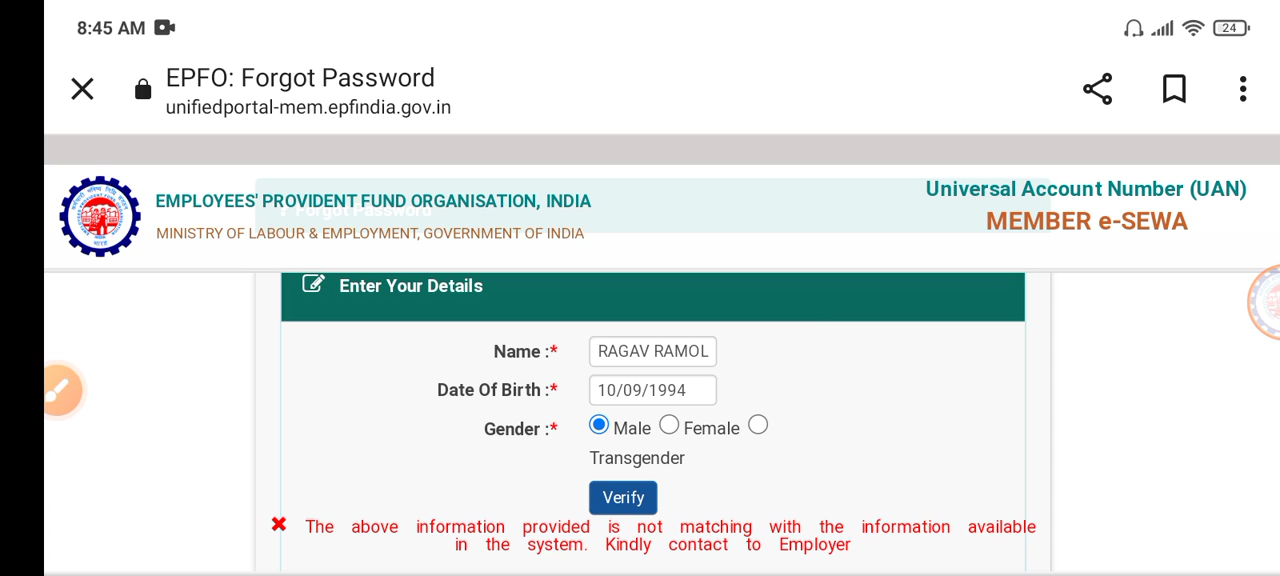 8:45 AM
24
EPFO: Forgot Password
unifiedportal-mem.epfindia.gov.in
EMPLOYEES' PROVIDENT FUND ORGANISATION, INDIA
Universal Account Number (UAN)
Forgot Password
MINISTRY OF LABOUR & EMPLOYMENT, GOVERNMENT OF INDIA
MEMBER e-SEWA
Enter Your Details
Name :* RAGAV RAMOL
Date Of Birth :* 10/09/1994
Gender :* Male Female
Transgender
Verify
The above information provided is not matching with the information available
in the system. Kindly contact to Employer